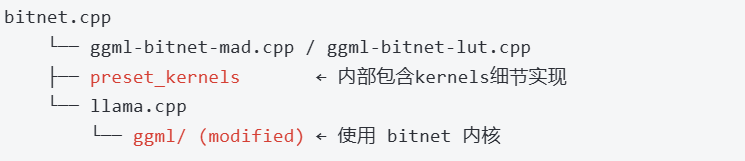 bitnet.cpp
└── ggml-bitnet-mad.cpp / ggml-bitnet-lut.cpp
├── preset_kernels ← 内部包含kernels细节实现
└── llama.cpp
└── ggml/ (modified) ← 使用 bitnet 内核